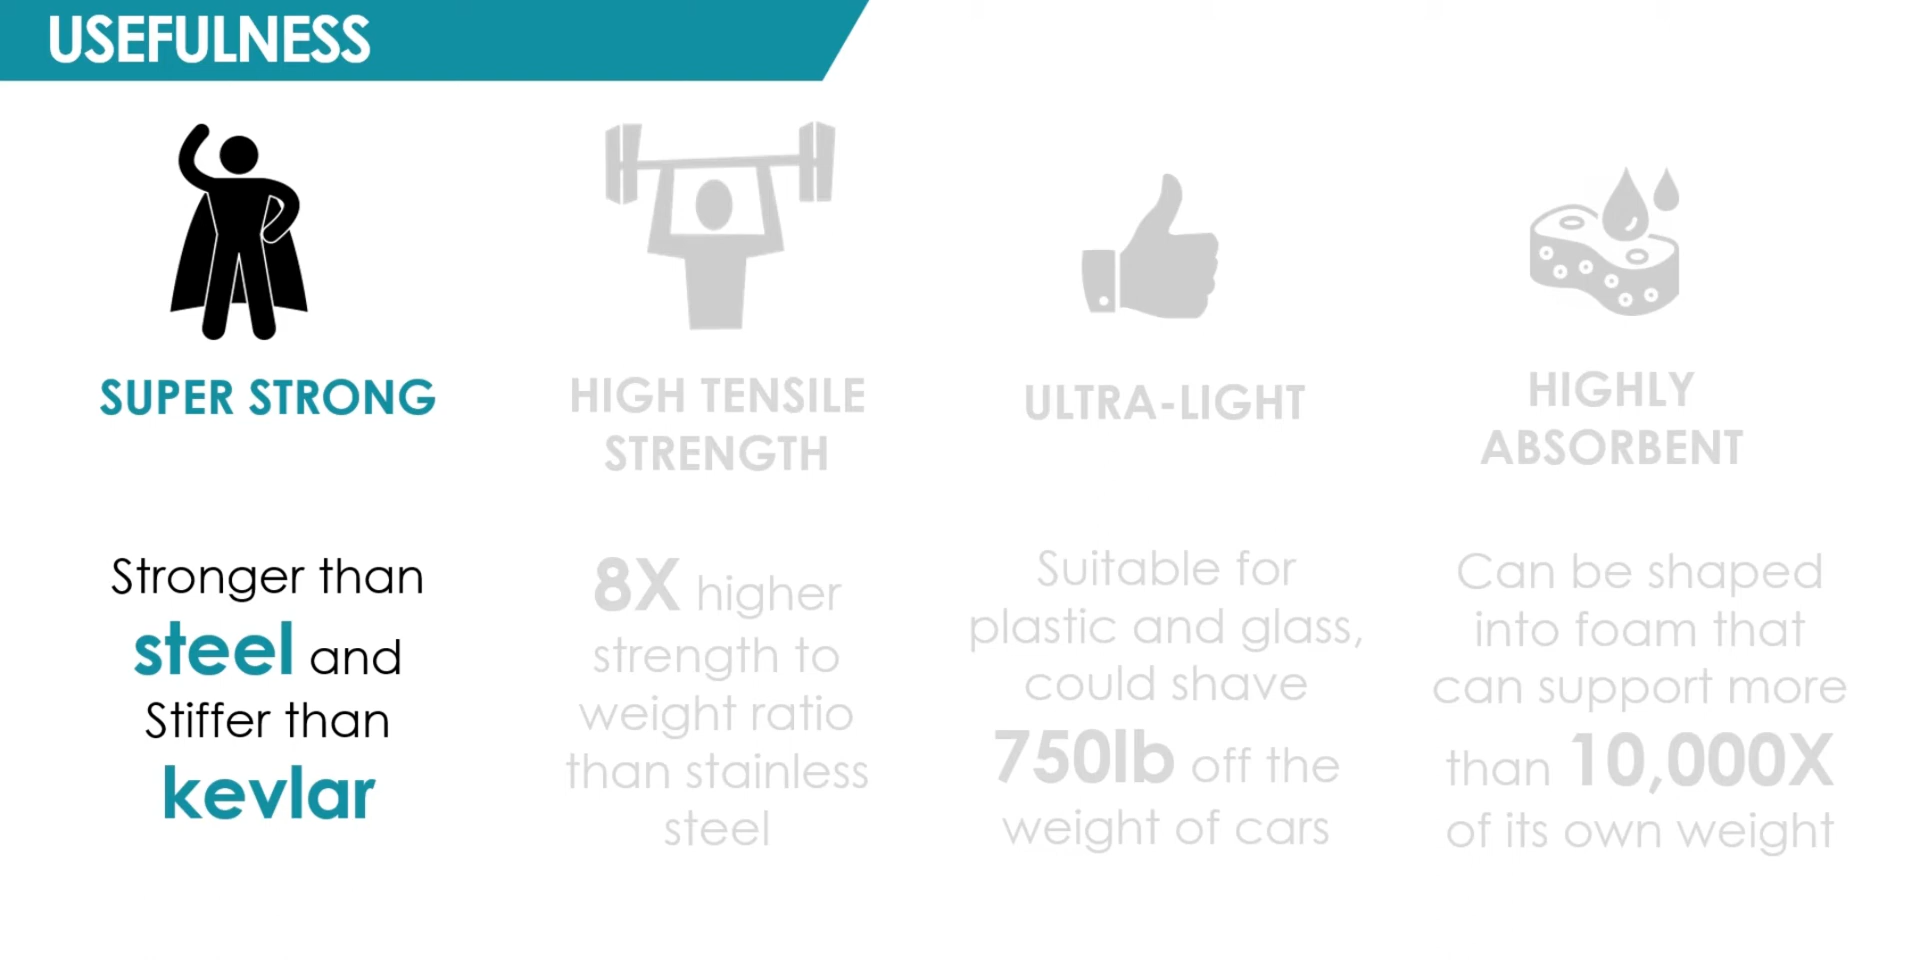 USEFULNESS
SUPER STRONG
Stronger than
steel and
Stiffer than
kevlar
HIGH TENSILE
STRENGTH
8X higher
strength to
weight ratio
than stainless
steel
ULTRA-LIGHT
Suitable for
plastic and glass,
could shave
750lb off the
weight of cars
HIGHLY
ABSORBENT
Can be shaped
into foam that
can support more
than 10,000X
of its own weight